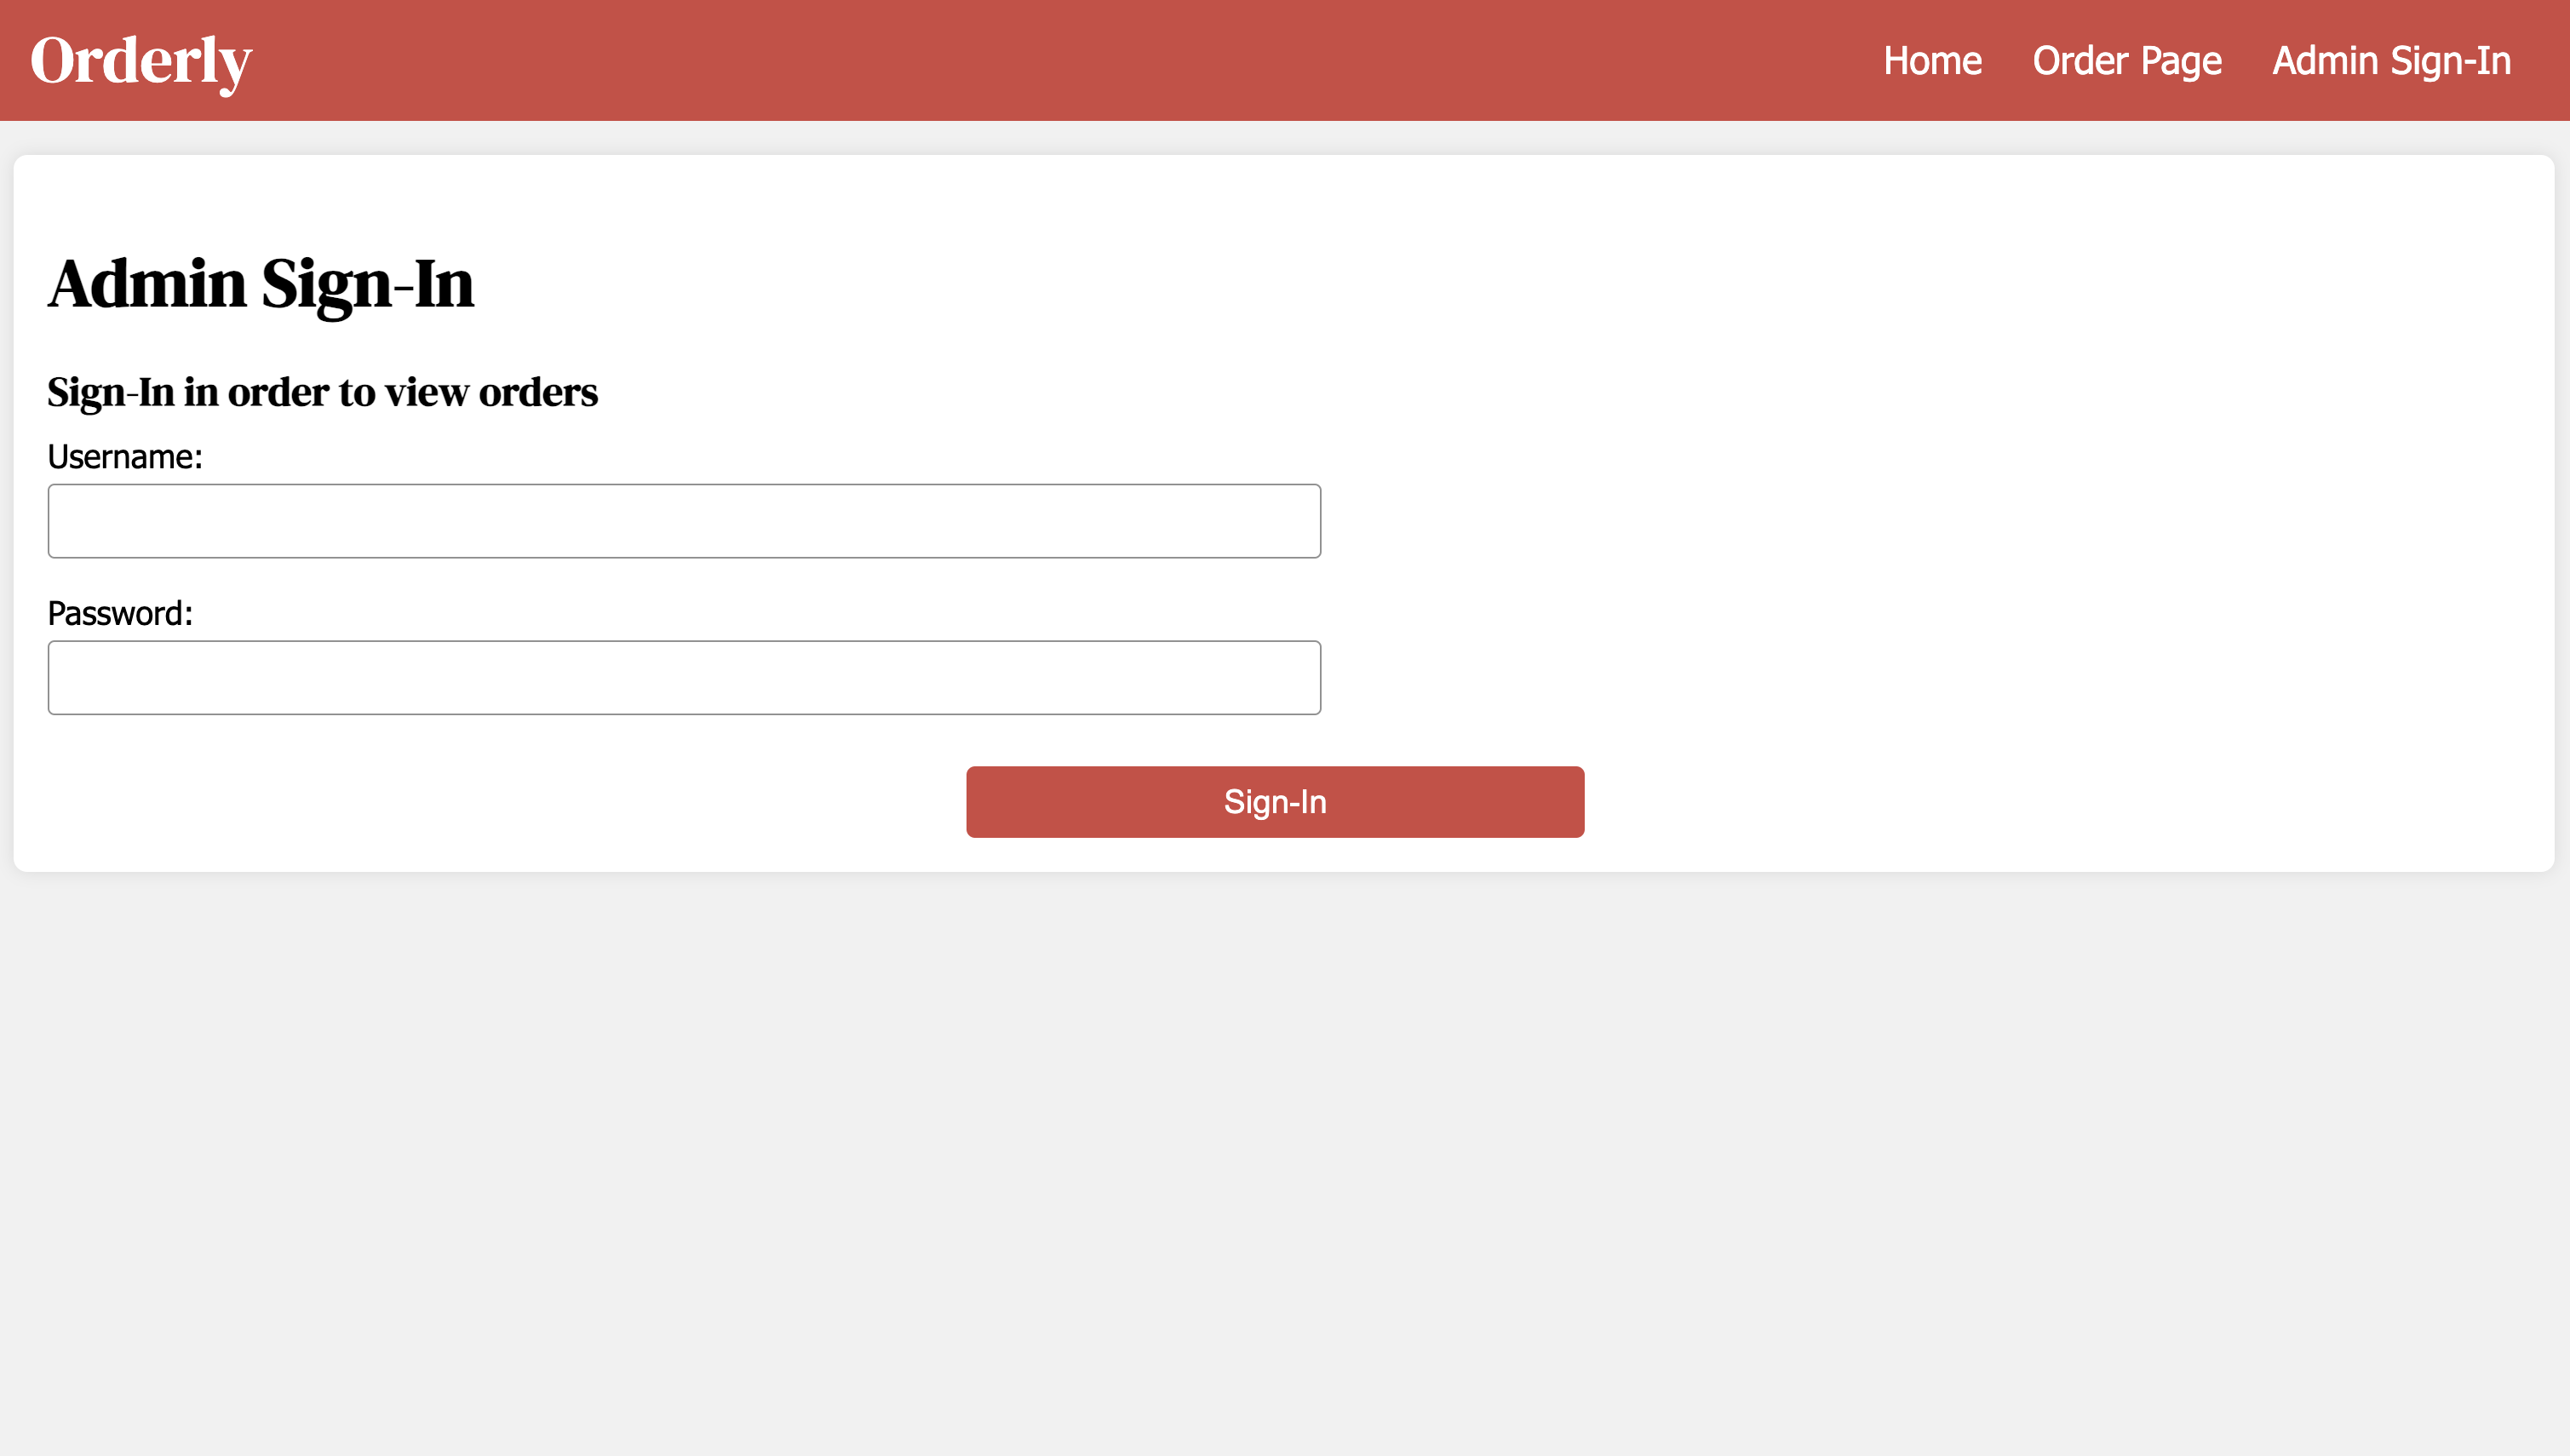 Orderly
Home Order Page Admin Sign-In
Admin Sign-In
Sign-In in order to view orders
Username:
Password:
Sign-In